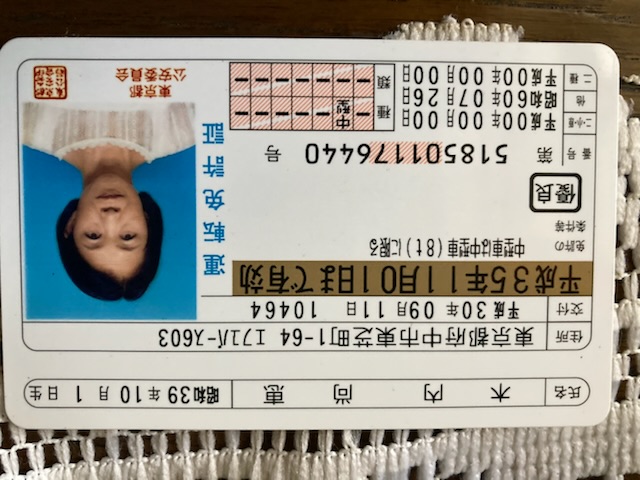 氏名 木内尚恵 昭和39年10月1日生
住所 東京都府中市東芝町1-64 エフユパース603
交付 平成30年09月11日 10464
平成35年11月01日まで有効
免許の条件等
中型車は中型車(8t)に限る
優良
番号 第 518501176440 号
二・小・原 平成00年00月00日
他 昭和60年07月26日
二種 平成00年00月00日
種類 中型
運転免許証
東京都
公安委員会